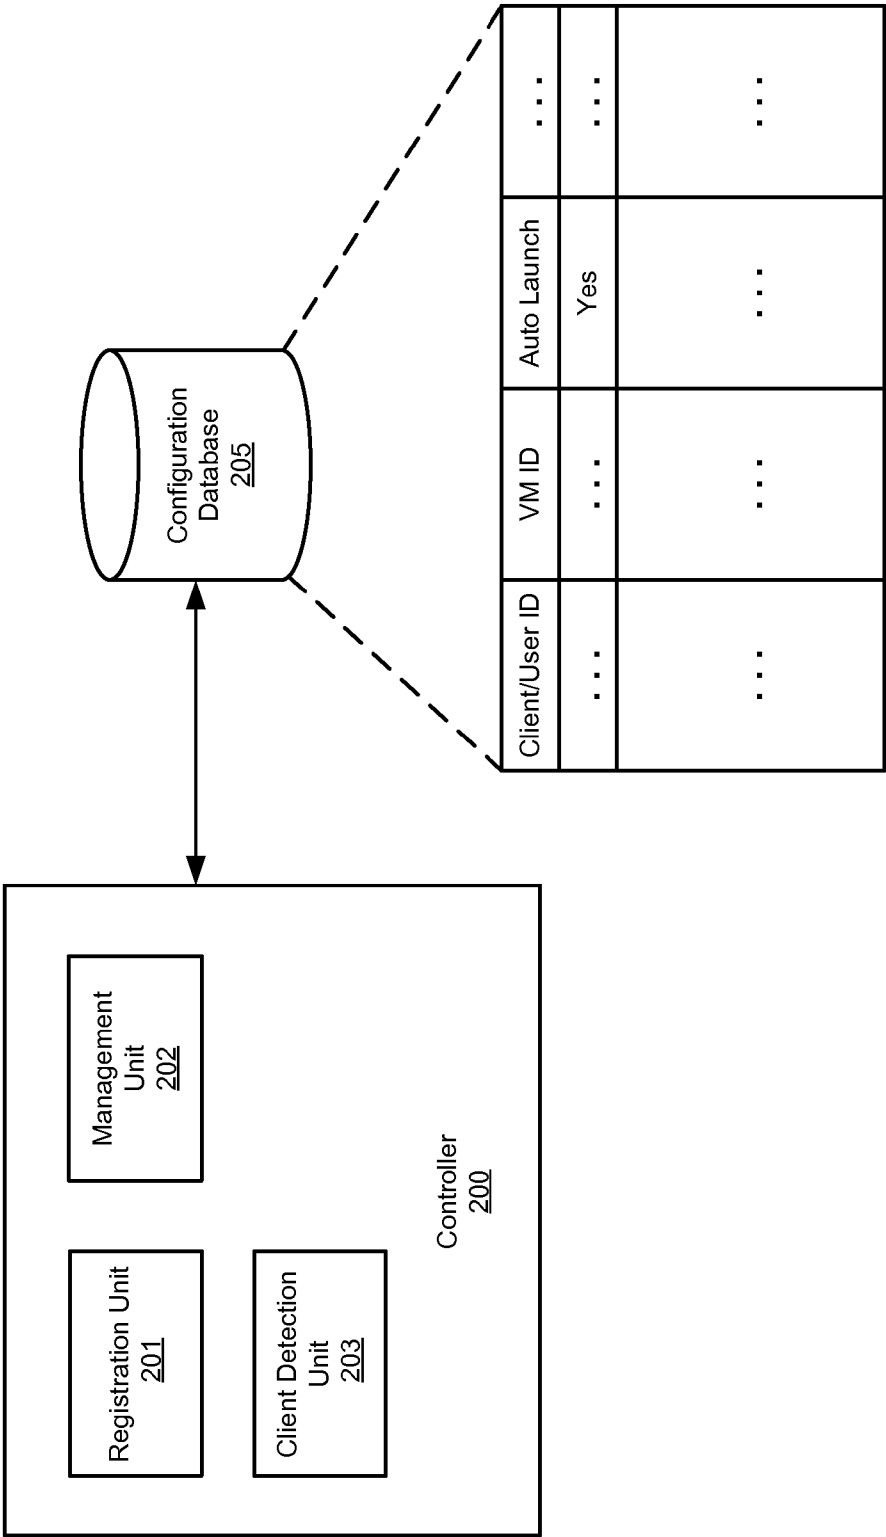 Registration Unit
201
Management
Unit
202
Client Detection
Unit
203
Controller
200
Configuration
Database
205
Client/User ID
VM ID
Auto Launch
...
...
...
Yes
...
...
...
...
...